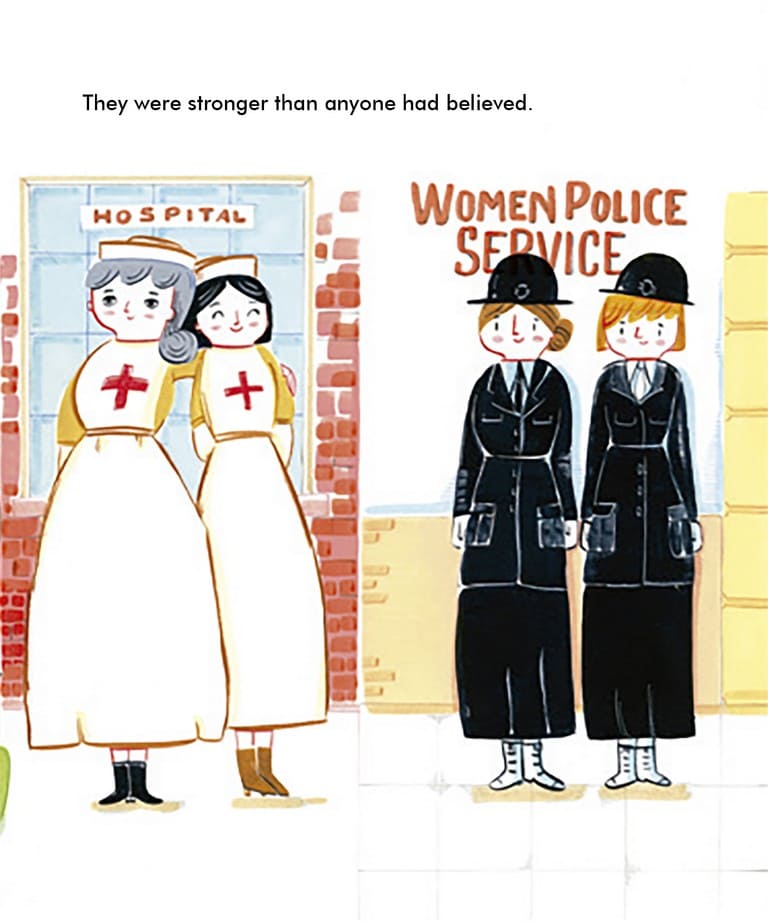 They were stronger than anyone had believed.
HOSPITAL
WOMEN POLICE
SERVICE